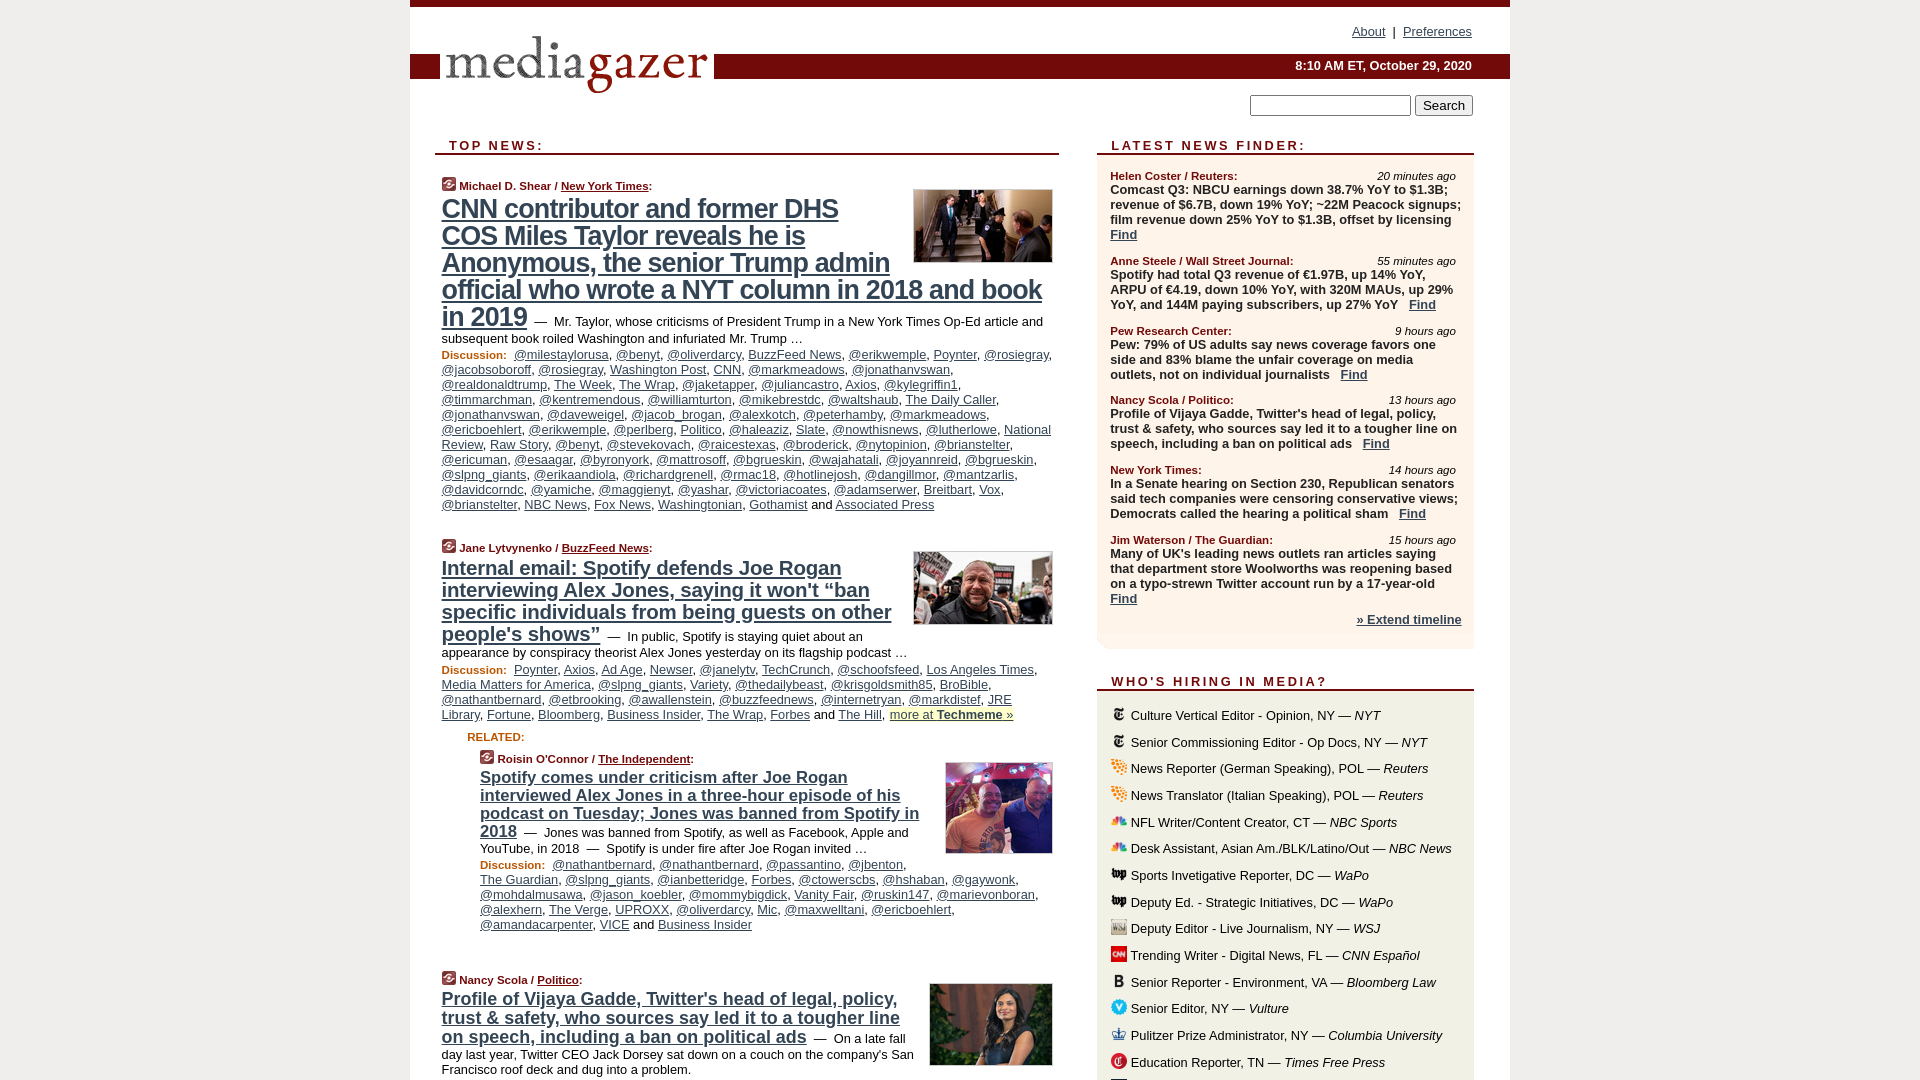 About | Preferences
mediagazer
8:10 AM ET, October 29, 2020
Search
TOP NEWS:
Michael D. Shear / New York Times:
CNN contributor and former DHS
COS Miles Taylor reveals he is
Anonymous, the senior Trump admin
official who wrote a NYT column in 2018 and book
in 2019 — Mr. Taylor, whose criticisms of President Trump in a New York Times Op-Ed article and
subsequent book roiled Washington and infuriated Mr. Trump …
Discussion: @milestaylorusa, @benyt, @oliverdarcy, BuzzFeed News, @erikwemple, Poynter, @rosiegray,
@jacobsoboroff, @rosiegray, Washington Post, CNN, @markmeadows, @jonathanvswan,
@realdonaldtrump, The Week, The Wrap, @jaketapper, @juliancastro, Axios, @kylegriffin1,
@timmarchman, @kentremendous, @williamturton, @mikebrestdc, @waltshaub, The Daily Caller,
@jonathanvswan, @daveweigel, @jacob_brogan, @alexkotch, @peterhamby, @markmeadows,
@ericboehlert, @erikwemple, @perlberg, Politico, @haleaziz, Slate, @nowthisnews, @lutherlowe, National
Review, Raw Story, @benyt, @stevekovach, @raicestexas, @broderick, @nytopinion, @brianstelter,
@ericuman, @esaagar, @byronyork, @mattrosoff, @bgrueskin, @wajahatali, @joyannreid, @bgrueskin,
@slpng_giants, @erikaandiola, @richardgrenell, @rmac18, @hotlinejosh, @dangillmor, @mantzarlis,
@davidcorndc, @yamiche, @maggienyt, @yashar, @victoriacoates, @adamserwer, Breitbart, Vox,
@brianstelter, NBC News, Fox News, Washingtonian, Gothamist and Associated Press
Jane Lytvynenko / BuzzFeed News:
Internal email: Spotify defends Joe Rogan
interviewing Alex Jones, saying it won't “ban
specific individuals from being guests on other
people's shows” — In public, Spotify is staying quiet about an
appearance by conspiracy theorist Alex Jones yesterday on its flagship podcast …
Discussion: Poynter, Axios, Ad Age, Newser, @janelytv, TechCrunch, @schoofsfeed, Los Angeles Times,
Media Matters for America, @slpng_giants, Variety, @thedailybeast, @krisgoldsmith85, BroBible,
@nathantbernard, @etbrooking, @awallenstein, @buzzfeednews, @internetryan, @markdistef, JRE
Library, Fortune, Bloomberg, Business Insider, The Wrap, Forbes and The Hill, more at Techmeme »
RELATED:
Roisin O'Connor / The Independent:
Spotify comes under criticism after Joe Rogan
interviewed Alex Jones in a three-hour episode of his
podcast on Tuesday; Jones was banned from Spotify in
2018 — Jones was banned from Spotify, as well as Facebook, Apple and
YouTube, in 2018 — Spotify is under fire after Joe Rogan invited …
Discussion: @nathantbernard, @nathantbernard, @passantino, @jbenton,
The Guardian, @slpng_giants, @ianbetteridge, Forbes, @ctowerscbs, @hshaban, @gaywonk,
@mohdalmusawa, @jason_koebler, @mommybigdick, Vanity Fair, @ruskin147, @marievonboran,
@alexhern, The Verge, UPROXX, @oliverdarcy, Mic, @maxwelltani, @ericboehlert,
@amandacarpenter, VICE and Business Insider
Nancy Scola / Politico:
Profile of Vijaya Gadde, Twitter's head of legal, policy,
trust & safety, who sources say led it to a tougher line
on speech, including a ban on political ads — On a late fall
day last year, Twitter CEO Jack Dorsey sat down on a couch on the company's San
Francisco roof deck and dug into a problem.
LATEST NEWS FINDER:
Helen Coster / Reuters: 20 minutes ago
Comcast Q3: NBCU earnings down 38.7% YoY to $1.3B;
revenue of $6.7B, down 19% YoY; ~22M Peacock signups;
film revenue down 25% YoY to $1.3B, offset by licensing
Find
Anne Steele / Wall Street Journal: 55 minutes ago
Spotify had total Q3 revenue of €1.97B, up 14% YoY,
ARPU of €4.19, down 10% YoY, with 320M MAUs, up 29%
YoY, and 144M paying subscribers, up 27% YoY Find
Pew Research Center: 9 hours ago
Pew: 79% of US adults say news coverage favors one
side and 83% blame the unfair coverage on media
outlets, not on individual journalists Find
Nancy Scola / Politico: 13 hours ago
Profile of Vijaya Gadde, Twitter's head of legal, policy,
trust & safety, who sources say led it to a tougher line on
speech, including a ban on political ads Find
New York Times: 14 hours ago
In a Senate hearing on Section 230, Republican senators
said tech companies were censoring conservative views;
Democrats called the hearing a political sham Find
Jim Waterson / The Guardian: 15 hours ago
Many of UK's leading news outlets ran articles saying
that department store Woolworths was reopening based
on a typo-strewn Twitter account run by a 17-year-old
Find
» Extend timeline
WHO'S HIRING IN MEDIA?
Culture Vertical Editor - Opinion, NY — NYT
Senior Commissioning Editor - Op Docs, NY — NYT
News Reporter (German Speaking), POL — Reuters
News Translator (Italian Speaking), POL — Reuters
NFL Writer/Content Creator, CT — NBC Sports
Desk Assistant, Asian Am./BLK/Latino/Out — NBC News
wp Sports Invetigative Reporter, DC — WaPo
wp Deputy Ed. - Strategic Initiatives, DC — WaPo
WSJ Deputy Editor - Live Journalism, NY — WSJ
CNN Trending Writer - Digital News, FL — CNN Español
B Senior Reporter - Environment, VA — Bloomberg Law
Senior Editor, NY — Vulture
Pulitzer Prize Administrator, NY — Columbia University
Education Reporter, TN — Times Free Press